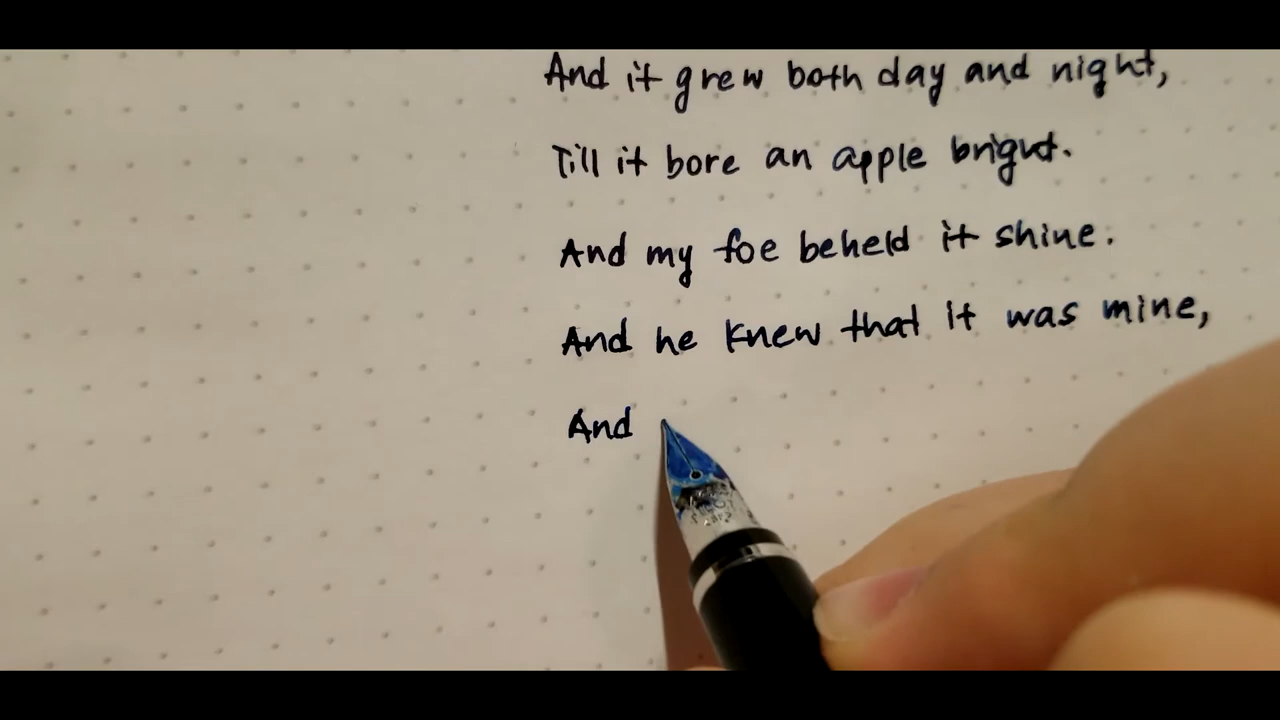 And it grew both day and night,
Till it bore an apple bright.
And my foe beheld it shine.
And he knew that it was mine,
And